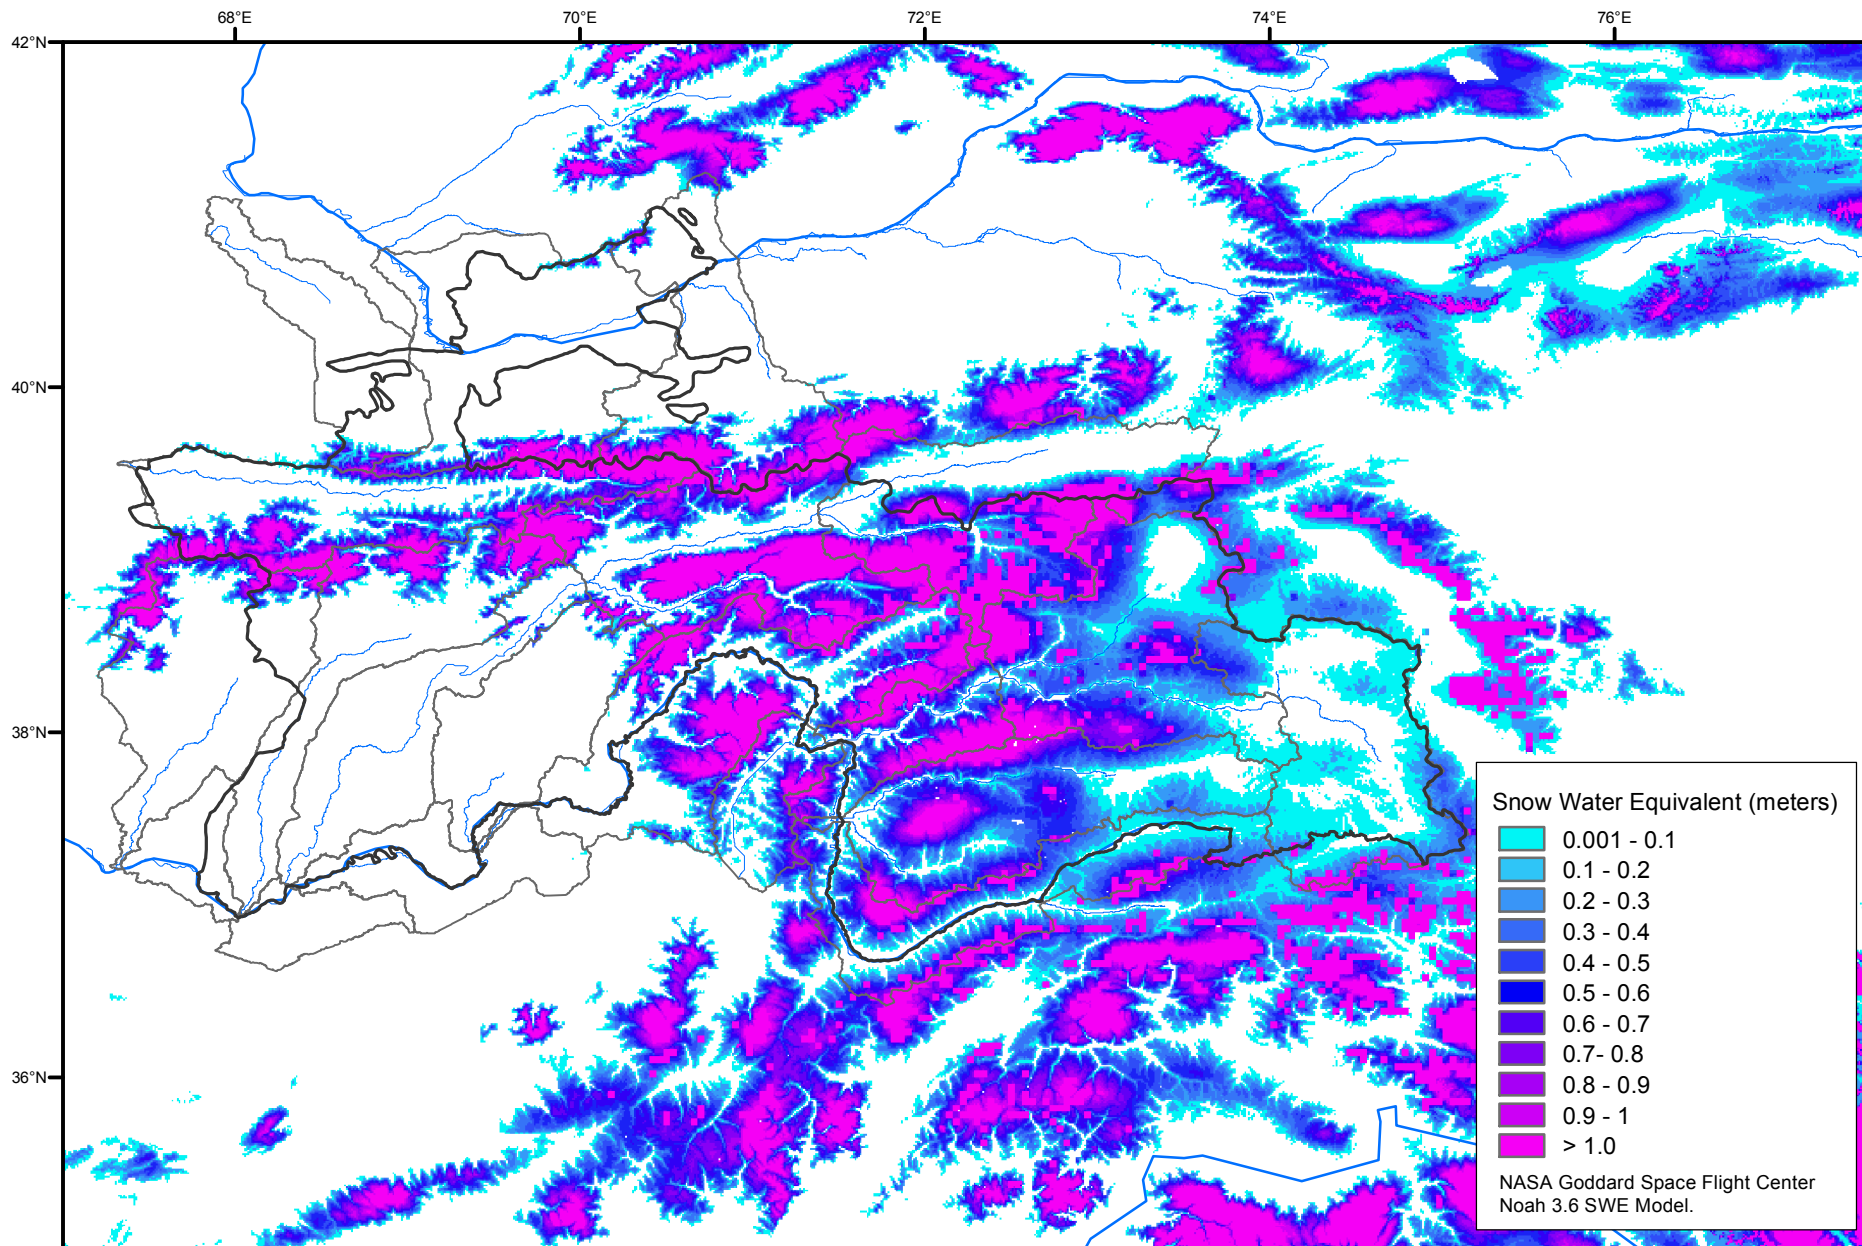 68°E
70°E
72°E
74°E
76°E
42°N
40°N
38°N
36°N
Snow Water Equivalent (meters)
0.001 - 0.1
0.1 - 0.2
0.2 - 0.3
0.3 - 0.4
0.4 - 0.5
0.5 - 0.6
0.6 - 0.7
0.7- 0.8
0.8 - 0.9
0.9 - 1
> 1.0
NASA Goddard Space Flight Center
Noah 3.6 SWE Model.